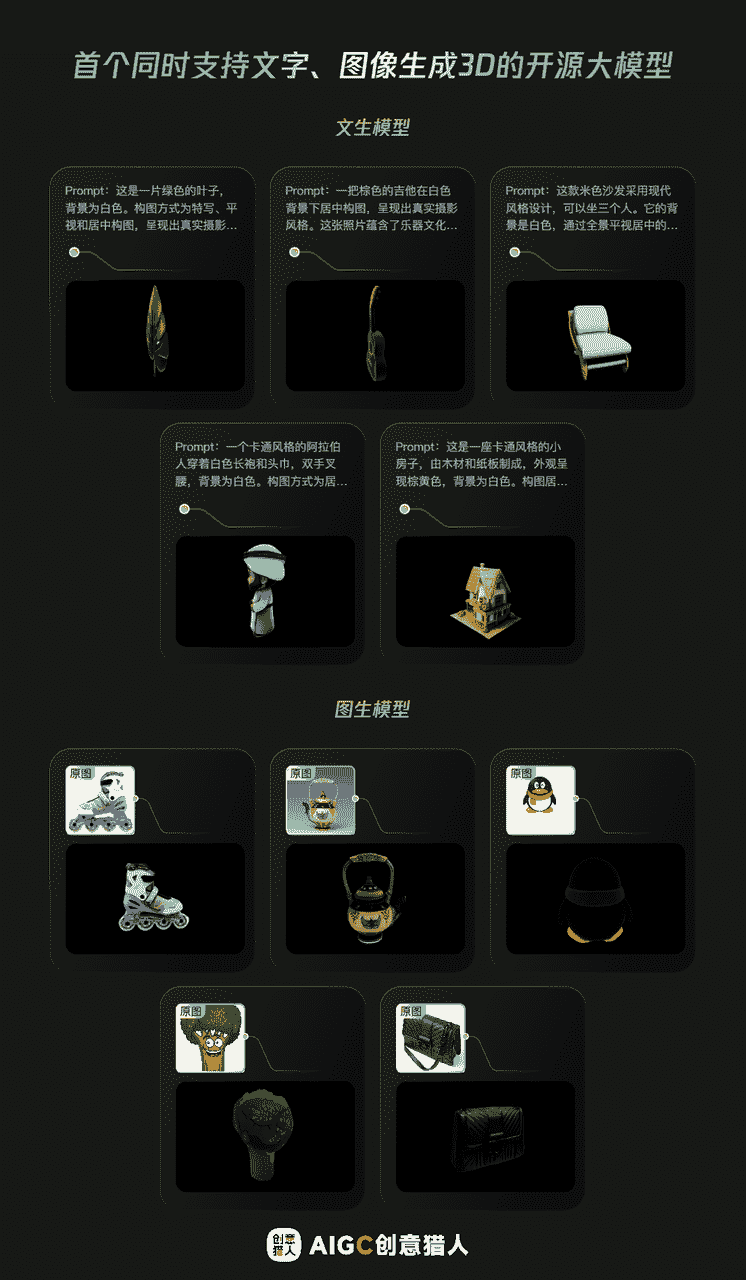 首个同时支持文字、图像生成3D的开源大模型
文生模型
Prompt：这是一片绿色的叶子，
背景为白色。构图方式为特写、平
视和居中构图，呈现出真实摄影...
Prompt：一把棕色的吉他在白色
背景下居中构图，呈现出真实摄影
风格。这张照片蕴含了乐器文化...
Prompt：这款米色沙发采用现代
风格设计，可以坐三个人。它的背
景是白色，通过全景平视居中的...
Prompt：一个卡通风格的阿拉伯
人穿着白色长袍和头巾，双手叉
腰，背景为白色。构图方式为居...
Prompt：这是一座卡通风格的小
房子，由木材和纸板制成，外观呈
现棕黄色，背景为白色。构图居...
图生模型
原图
原图
原图
原图
原图
创意
猎人
AIGC创意猎人